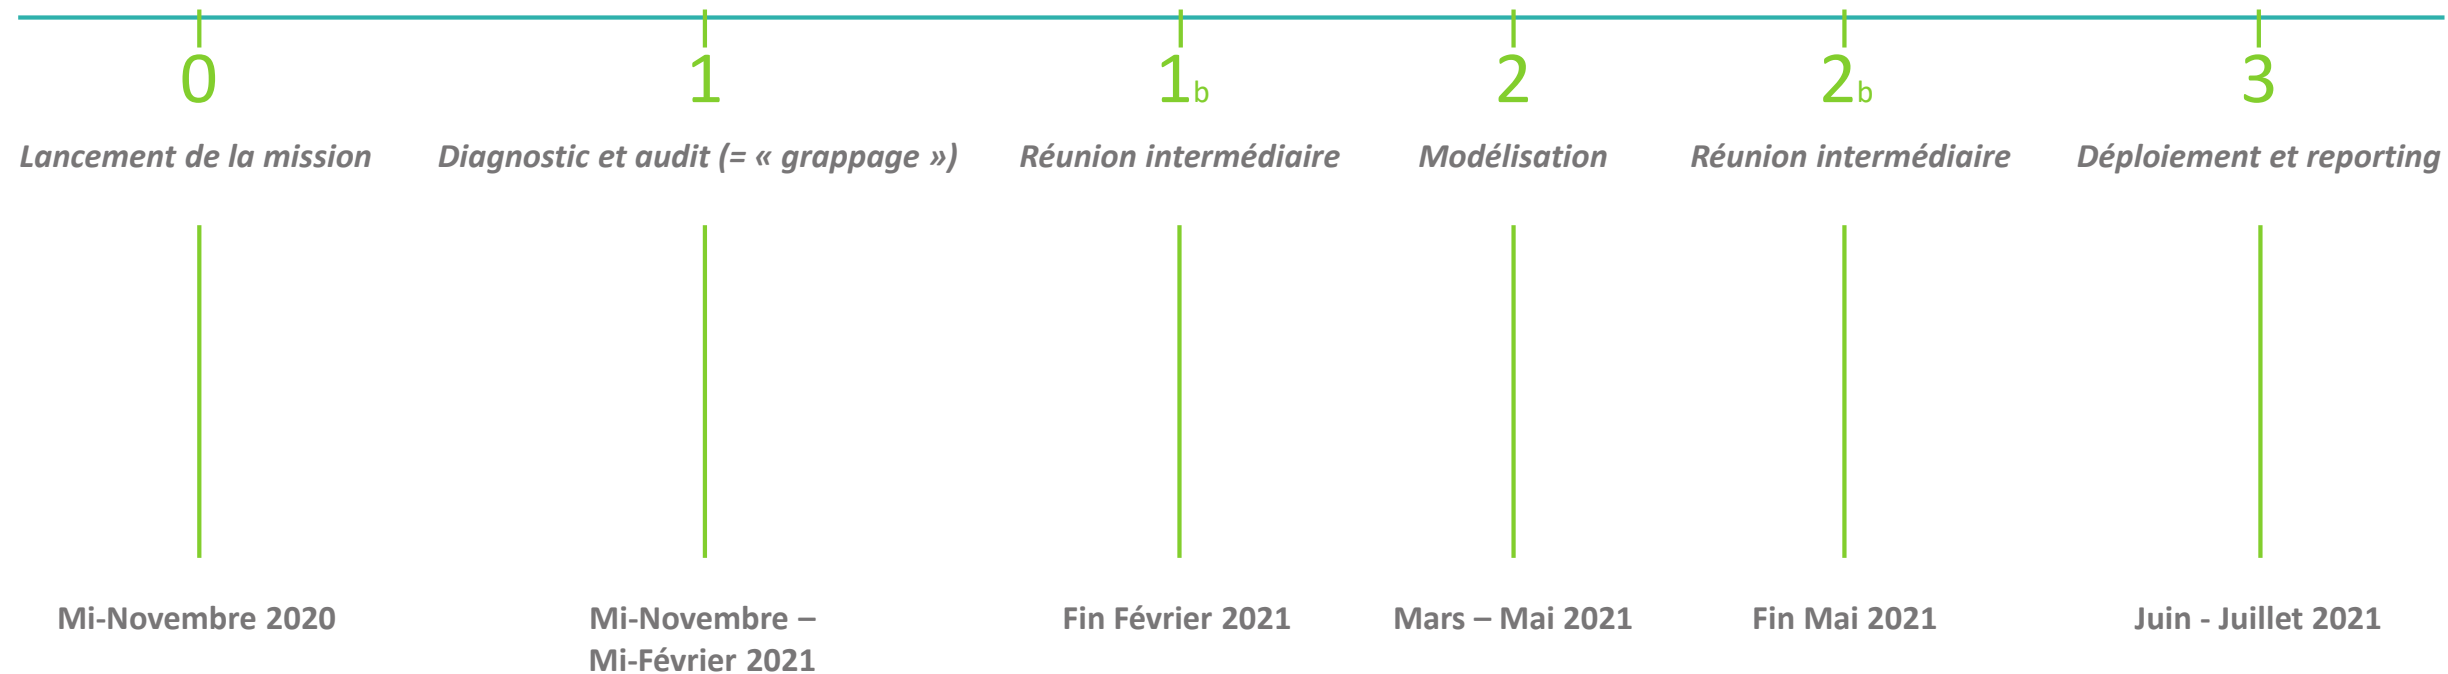 0
1
1b
2
2b
3
Lancement de la mission
Diagnostic et audit (= « grappage »)
Réunion intermédiaire
Modélisation
Réunion intermédiaire
Déploiement et reporting
Mi-Novembre 2020
Mi-Novembre –
Mi-Février 2021
Fin Février 2021
Mars – Mai 2021
Fin Mai 2021
Juin - Juillet 2021